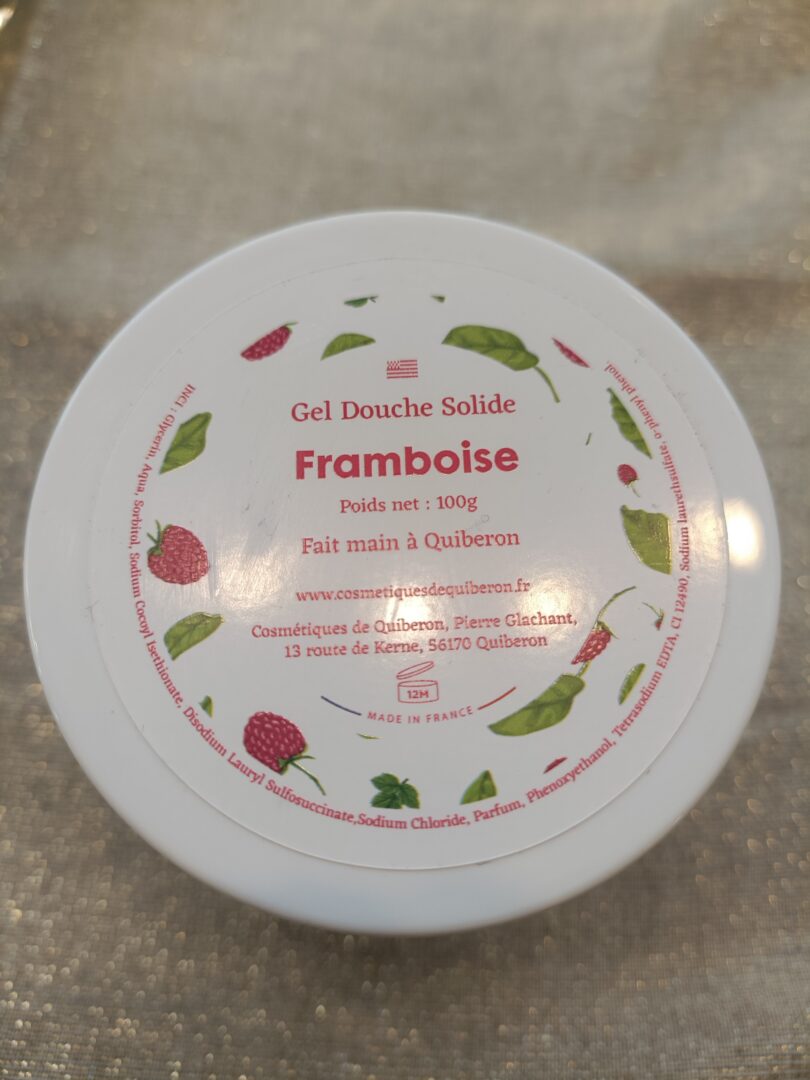 Gel Douche Solide
Framboise
Poids net : 100g
Fait main à Quiberon
www.cosmetiquesdequiberon.fr
Cosmétiques de Quiberon, Pierre Glachant,
13 route de Kerne, 56170 Quiberon
12M
MADE IN FRANCE
INCI : Glycerin, Aqua, Sorbitol, Sodium Cocoyl Isethionate, Disodium Lauryl Sulfosuccinate,Sodium Chloride, Parfum, Phenoxyethanol, Tetrasodium EDTA, CI 12490, Sodium laurethsulfate, o-phenyl phenol